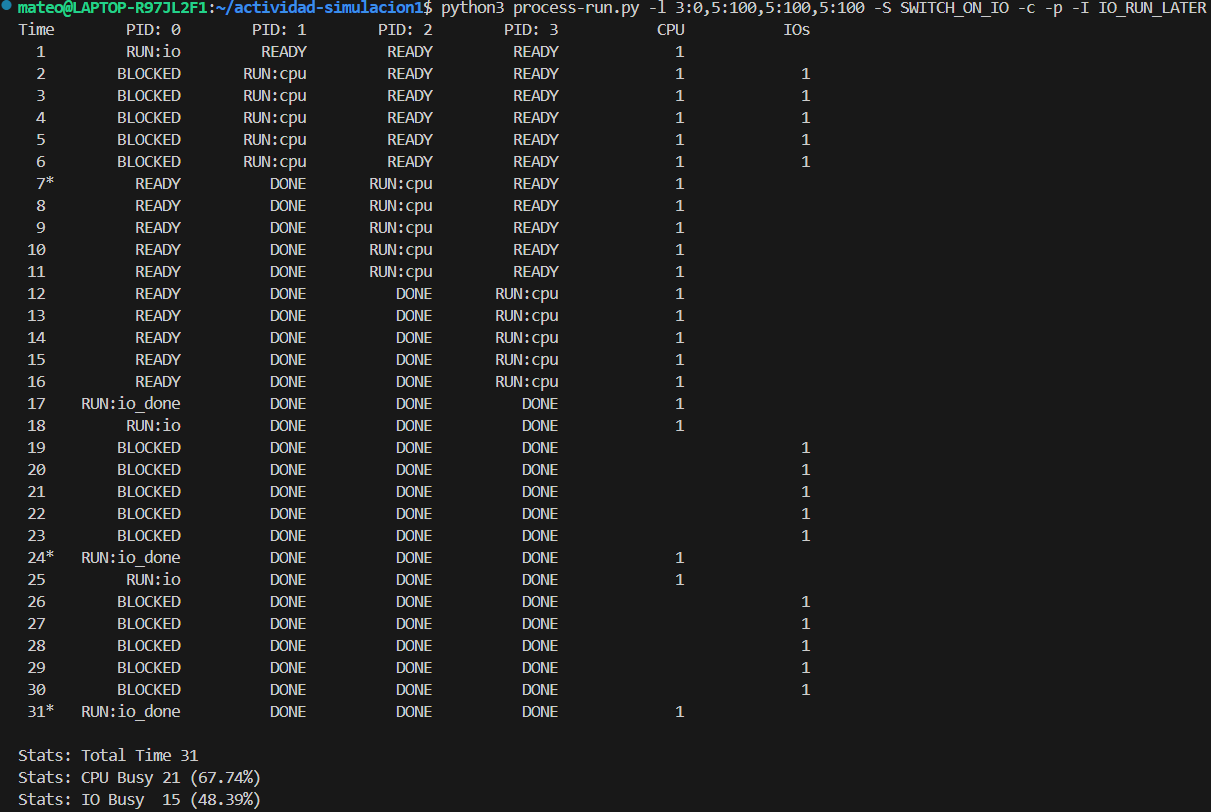 mateo@LAPTOP-R97JL2F1:~/actividad-simulacion1$ python3 process-run.py -l 3:0,5:100,5:100,5:100 -S SWITCH_ON_IO -c -p -I IO_RUN_LATER
Time PID: 0 PID: 1 PID: 2 PID: 3 CPU IOs
1 RUN:io READY READY READY 1
2 BLOCKED RUN:cpu READY READY 1 1
3 BLOCKED RUN:cpu READY READY 1 1
4 BLOCKED RUN:cpu READY READY 1 1
5 BLOCKED RUN:cpu READY READY 1 1
6 BLOCKED RUN:cpu READY READY 1 1
7* READY DONE RUN:cpu READY 1
8 READY DONE RUN:cpu READY 1
9 READY DONE RUN:cpu READY 1
10 READY DONE RUN:cpu READY 1
11 READY DONE RUN:cpu READY 1
12 READY DONE DONE RUN:cpu 1
13 READY DONE DONE RUN:cpu 1
14 READY DONE DONE RUN:cpu 1
15 READY DONE DONE RUN:cpu 1
16 READY DONE DONE RUN:cpu 1
17 RUN:io_done DONE DONE DONE 1
18 RUN:io DONE DONE DONE 1
19 BLOCKED DONE DONE DONE 1
20 BLOCKED DONE DONE DONE 1
21 BLOCKED DONE DONE DONE 1
22 BLOCKED DONE DONE DONE 1
23 BLOCKED DONE DONE DONE 1
24* RUN:io_done DONE DONE DONE 1
25 RUN:io DONE DONE DONE 1
26 BLOCKED DONE DONE DONE 1
27 BLOCKED DONE DONE DONE 1
28 BLOCKED DONE DONE DONE 1
29 BLOCKED DONE DONE DONE 1
30 BLOCKED DONE DONE DONE 1
31* RUN:io_done DONE DONE DONE 1
Stats: Total Time 31
Stats: CPU Busy 21 (67.74%)
Stats: IO Busy 15 (48.39%)